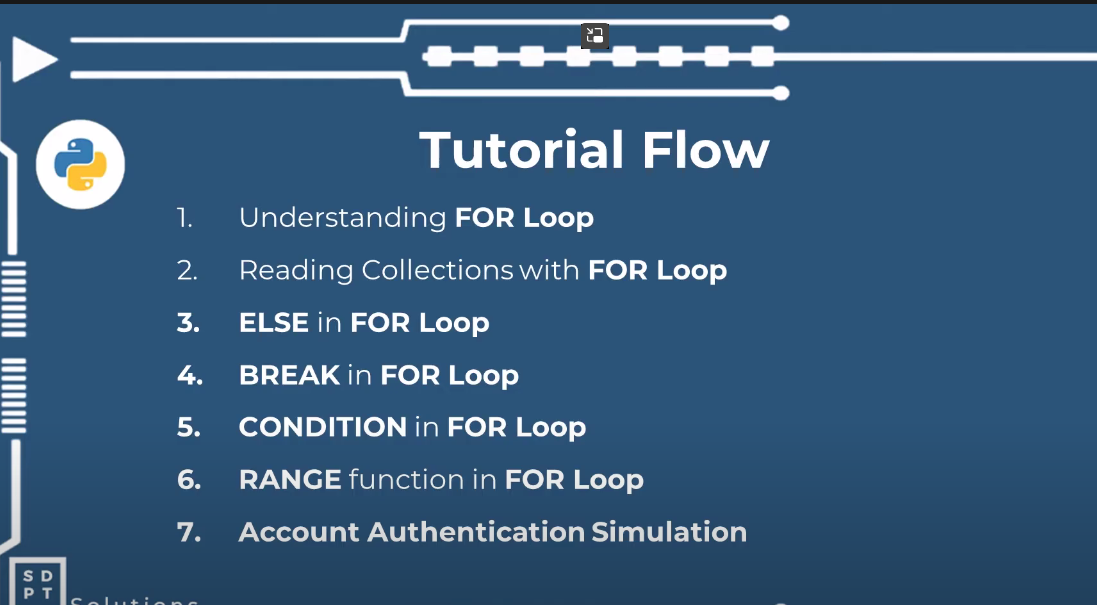 Tutorial Flow
1. Understanding FOR Loop
2. Reading Collections with FOR Loop
3. ELSE in FOR Loop
4. BREAK in FOR Loop
5. CONDITION in FOR Loop
6. RANGE function in FOR Loop
7. Account Authentication Simulation
S D
P T
Solutions